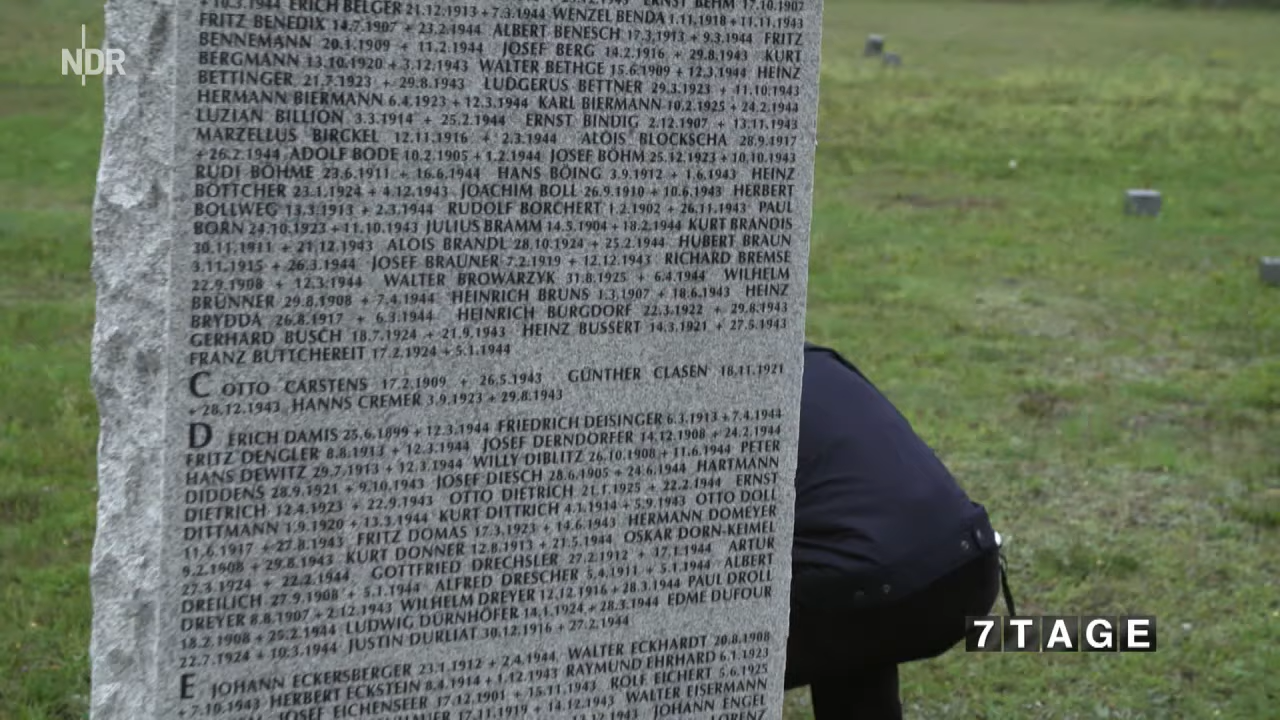 + 10.3.1944 ERICH BELGER 21.12.1913 + 7.3.1944 WENZEL BENDA 1.11.1918 + 11.11.1943
FRITZ BENEDIX 14.7.1907 + 23.2.1944 ALBERT BENESCH 17.3.1913 + 9.3.1944 FRITZ
BENNEMANN 20.1.1909 + 11.2.1944 JOSEF BERG 14.2.1916 + 29.8.1943 KURT
BERGMANN 13.10.1920 + 3.12.1943 WALTER BETHGE 15.6.1909 + 12.3.1944 HEINZ
BETTINGER 21.7.1923 + 29.8.1943 LUDGERUS BETTNER 29.3.1923 + 11.10.1943
HERMANN BIERMANN 6.4.1923 + 12.3.1944 KARL BIERMANN 10.2.1925 + 24.2.1944
LUZIAN BILLION 3.3.1914 + 25.2.1944 ERNST BINDIG 2.12.1907 + 13.11.1943
MARZELLUS BIRCKEL 12.11.1916 + 2.3.1944 ALOIS BLOCKSCHA 28.9.1917
+ 26.2.1944 ADOLF BODE 10.2.1905 + 1.2.1944 JOSEF BÖHM 25.12.1923 + 10.10.1943
RUDI BÖHME 23.6.1911 + 16.6.1944 HANS BÖING 3.9.1912 + 1.6.1943 HEINZ
BÖTTCHER 23.1.1924 + 4.12.1943 JOACHIM BOLL 26.9.1910 + 10.6.1943 HERBERT
BOLLWEG 13.3.1913 + 2.3.1944 RUDOLF BORCHERT 1.2.1902 + 26.11.1943 PAUL
BORN 24.10.1923 + 11.10.1943 JULIUS BRAMM 14.5.1904 + 18.2.1944 KURT BRANDIS
30.11.1911 + 21.12.1943 ALOIS BRANDL 28.10.1924 + 25.2.1944 HUBERT BRAUN
3.11.1915 + 26.3.1944 JOSEF BRAUNER 7.2.1919 + 12.12.1943 RICHARD BREMSE
22.9.1908 + 12.3.1944 WALTER BROWARZYK 31.8.1925 + 6.4.1944 WILHELM
BRÜNNER 29.8.1908 + 7.4.1944 HEINRICH BRUNS 1.3.1907 + 18.6.1943 HEINZ
BRYDDA 26.8.1917 + 6.3.1944 HEINRICH BURGDORF 22.3.1922 + 29.8.1943
GERHARD BUSCH 18.7.1924 + 21.9.1943 HEINZ BUSSERT 14.3.1921 + 27.5.1943
FRANZ BUTTCHEREIT 17.2.1924 + 5.1.1944
C OTTO CARSTENS 17.2.1909 + 26.5.1943 GÜNTHER CLASEN 18.11.1921
+ 28.12.1943 HANNS CREMER 3.9.1923 + 29.8.1943
D ERICH DAMIS 25.6.1899 + 12.3.1944 FRIEDRICH DEISINGER 6.3.1913 + 7.4.1944
FRITZ DENGLER 8.8.1913 + 12.3.1944 JOSEF DERNDÖRFER 14.12.1908 + 24.2.1944
HANS DEWITZ 29.7.1913 + 12.3.1944 WILLY DIBLITZ 26.10.1908 + 11.6.1944 PETER
DIDDENS 28.9.1921 + 9.10.1943 JOSEF DIESCH 28.6.1905 + 24.6.1944 HARTMANN
DIETRICH 12.4.1923 + 22.9.1943 OTTO DIETRICH 21.1.1925 + 22.2.1944 ERNST
DITTMANN 1.9.1920 + 13.3.1944 KURT DITTRICH 4.1.1914 + 5.9.1943 OTTO DOLL
11.6.1917 + 27.8.1943 FRITZ DOMAS 17.3.1923 + 14.6.1943 HERMANN DOMEYER
9.2.1908 + 29.8.1943 KURT DONNER 12.8.1913 + 21.5.1944 OSKAR DORN-KEIMEL
27.3.1924 + 22.2.1944 GOTTFRIED DRECHSLER 27.2.1912 + 17.1.1944 ARTUR
DREILICH 27.9.1908 + 5.1.1944 ALFRED DRESCHER 5.4.1911 + 5.1.1944 ALBERT
DREYER 8.8.1907 + 2.12.1943 WILHELM DREYER 12.12.1916 + 28.3.1944 PAUL DROLL
18.2.1908 + 25.2.1944 LUDWIG DÜRNHÖFER 14.1.1924 + 28.3.1944 EDME DUFOUR
22.7.1924 + 10.3.1944 JUSTIN DURLIAT 30.12.1916 + 27.2.1944
E JOHANN ECKERSBERGER 23.1.1912 + 2.4.1944 WALTER ECKHARDT 20.8.1908
+ 7.10.1943 HERBERT ECKSTEIN 8.4.1914 + 1.12.1943 RAYMUND EHRHARD 6.1.1923
JOSEF EICHENSEER 17.12.1901 + 15.11.1943 ROLF EICHERT 5.6.1925
17.11.1919 + 14.12.1943 WALTER EISERMANN
JOHANN ENGEL
LORENZ
NDR
7 TAGE